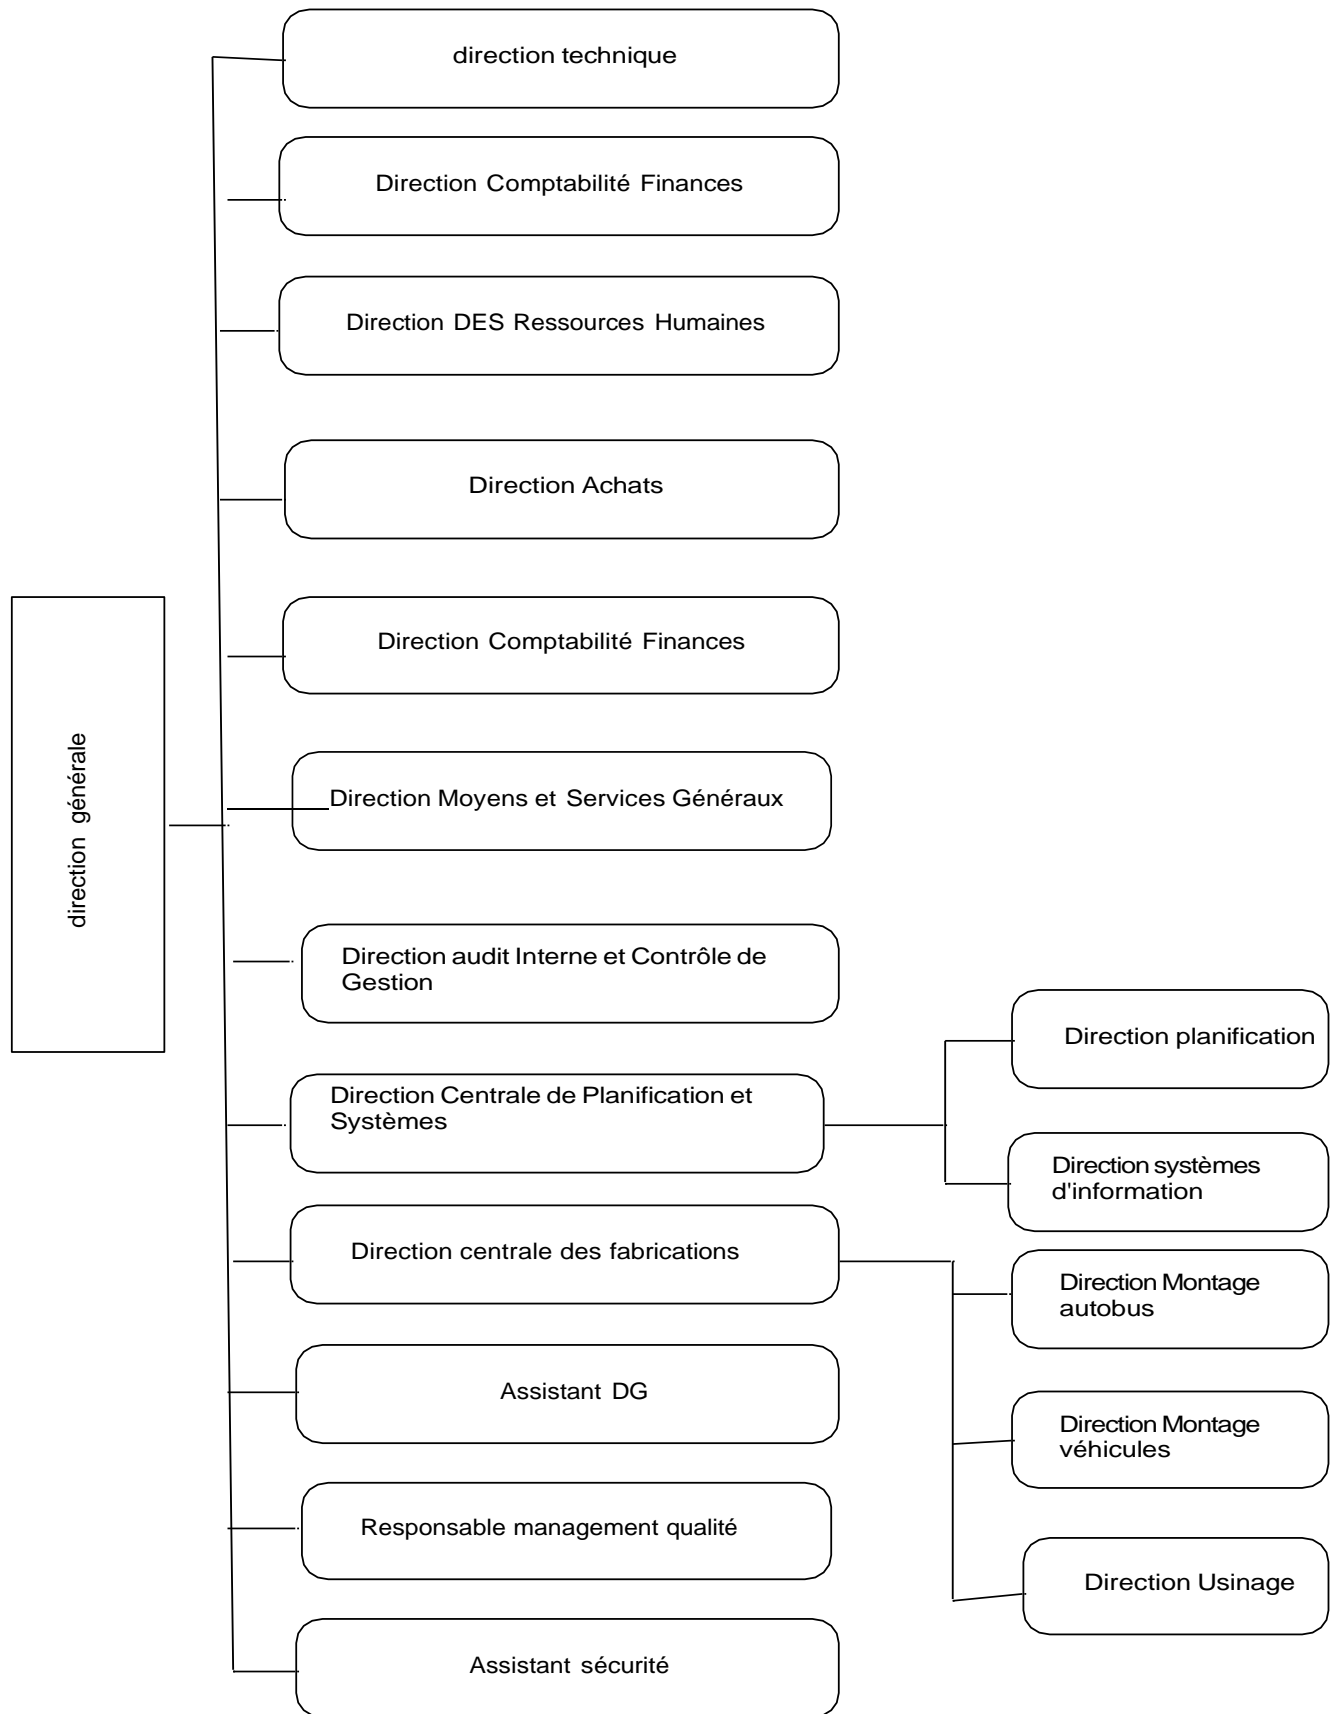 direction technique
Direction Comptabilité Finances
Direction DES Ressources Humaines
Direction Achats
Direction Comptabilité Finances
direction générale
Direction Moyens et Services Généraux
Direction audit Interne et Contrôle de
Gestion
Direction Centrale de Planification et
Systèmes
Direction planification
Direction systèmes
d'information
Direction centrale des fabrications
Direction Montage
autobus
Direction Montage
véhicules
Direction Usinage
Assistant DG
Responsable management qualité
Assistant sécurité